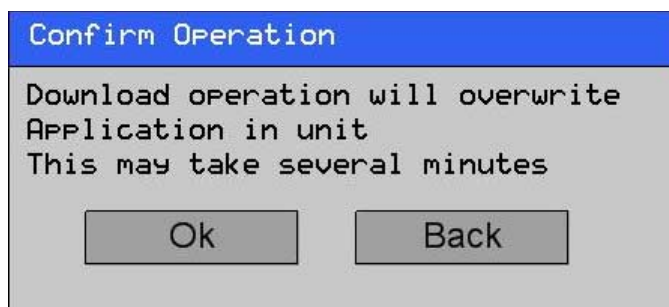 Confirm Operation
Download operation will overwrite
Application in unit
This may take several minutes
Ok
Back